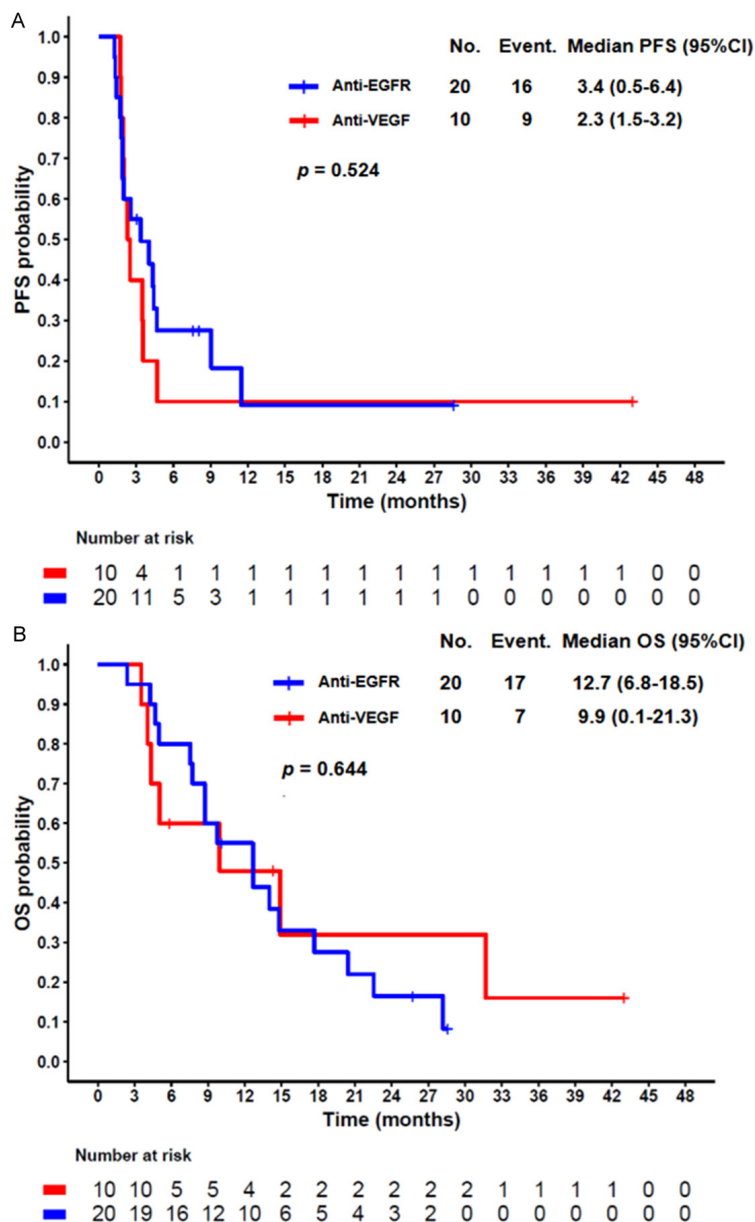 A
No. Event. Median PFS (95%CI)
Anti-EGFR 20 16 3.4 (0.5-6.4)
Anti-VEGF 10 9 2.3 (1.5-3.2)
p = 0.524
PFS probability
1.0
0.9
0.8
0.7
0.6
0.5
0.4
0.3
0.2
0.1
0.0
0 3 6 9 12 15 18 21 24 27 30 33 36 39 42 45 48
Time (months)
Number at risk
10 4 1 1 1 1 1 1 1 1 1 1 1 1 1 0 0
20 11 5 3 1 1 1 1 1 1 0 0 0 0 0 0 0
B
No. Event. Median OS (95%CI)
Anti-EGFR 20 17 12.7 (6.8-18.5)
Anti-VEGF 10 7 9.9 (0.1-21.3)
p = 0.644
OS probability
1.0
0.9
0.8
0.7
0.6
0.5
0.4
0.3
0.2
0.1
0.0
0 3 6 9 12 15 18 21 24 27 30 33 36 39 42 45 48
Time (months)
Number at risk
10 10 5 5 4 2 2 2 2 2 2 1 1 1 1 0 0
20 19 16 12 10 6 5 4 3 2 0 0 0 0 0 0 0